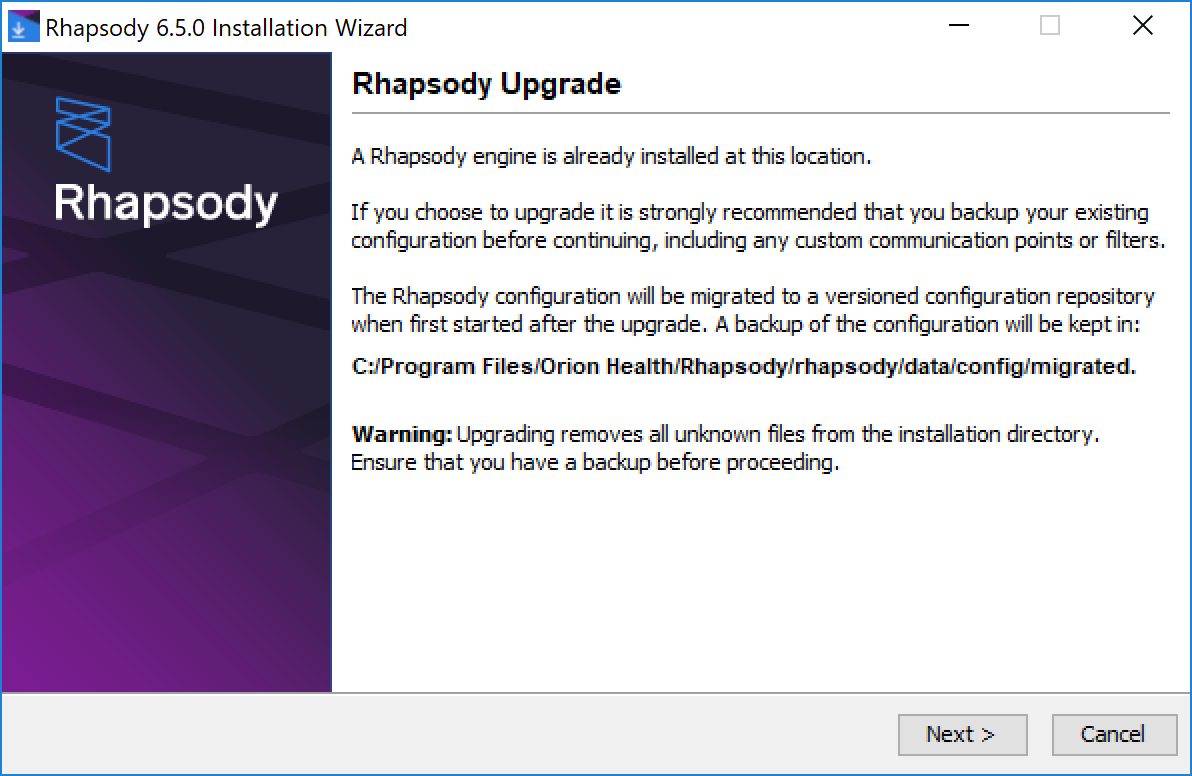 Rhapsody 6.5.0 Installation Wizard
Rhapsody
Rhapsody Upgrade
A Rhapsody engine is already installed at this location.
If you choose to upgrade it is strongly recommended that you backup your existing
configuration before continuing, including any custom communication points or filters.
The Rhapsody configuration will be migrated to a versioned configuration repository
when first started after the upgrade. A backup of the configuration will be kept in:
C:/Program Files/Orion Health/Rhapsody/rhapsody/data/config/migrated.
Warning: Upgrading removes all unknown files from the installation directory.
Ensure that you have a backup before proceeding.
Next >
Cancel